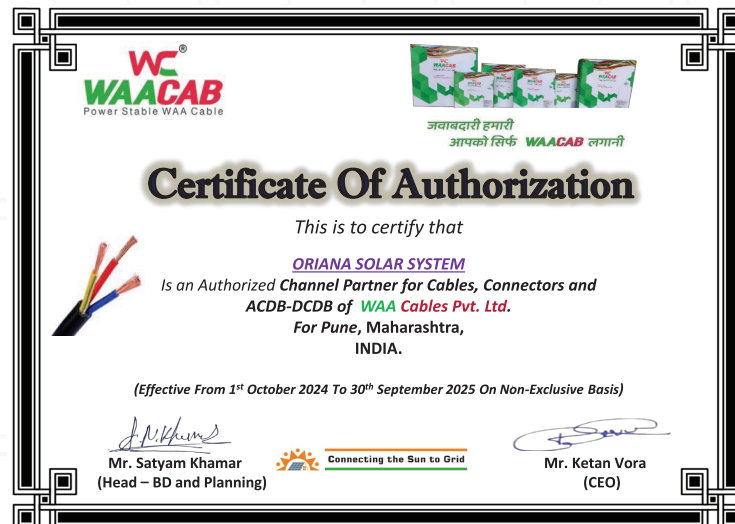 WC®
WAACAB
Power Stable WAA Cable
जवाबदारी हमारी
आपको सिर्फ WAACAB लगानी
Certificate Of Authorization
This is to certify that
ORIANA SOLAR SYSTEM
Is an Authorized Channel Partner for Cables, Connectors and
ACDB-DCDB of WAA Cables Pvt. Ltd.
For Pune, Maharashtra,
INDIA.
(Effective From 1st October 2024 To 30th September 2025 On Non-Exclusive Basis)
Mr. Satyam Khamar
(Head – BD and Planning)
Connecting the Sun to Grid
Mr. Ketan Vora
(CEO)